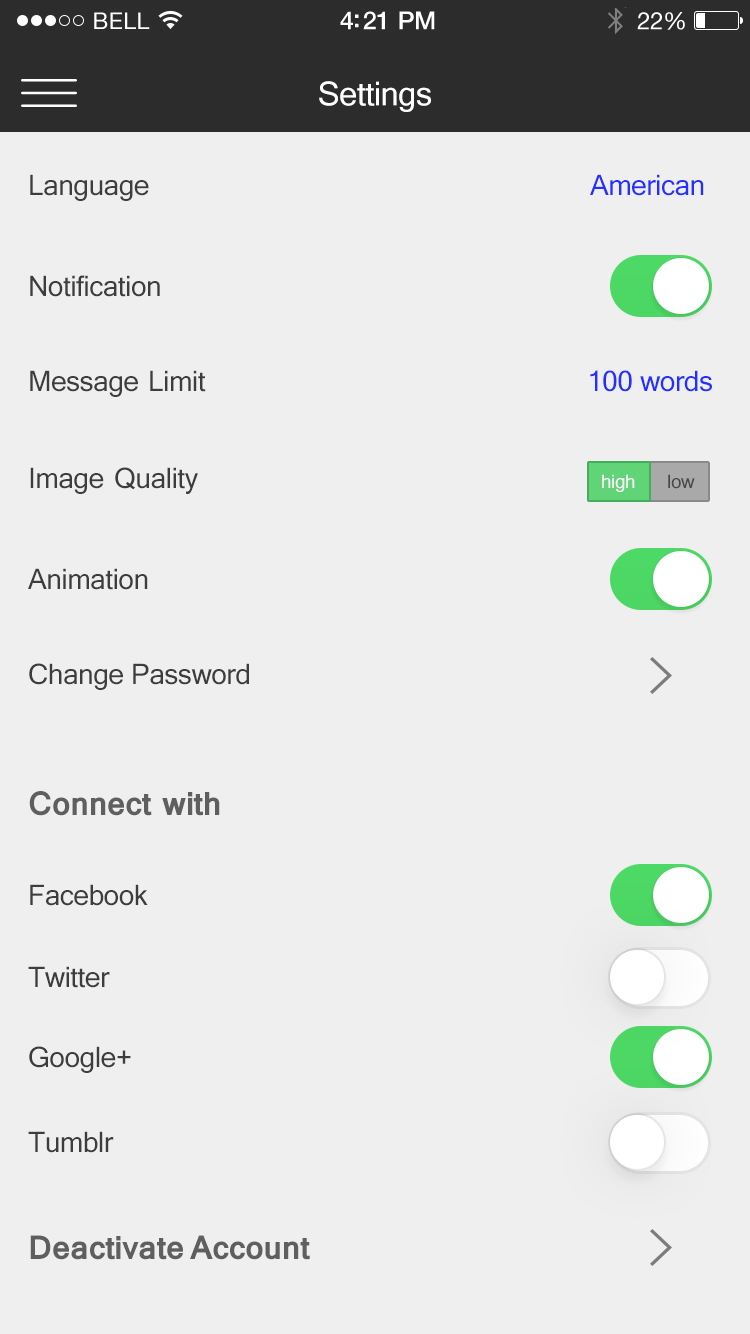 BELL 4:21 PM 22%
Settings
Language American
Notification
Message Limit 100 words
Image Quality high low
Animation
Change Password
Connect with
Facebook
Twitter
Google+
Tumblr
Deactivate Account